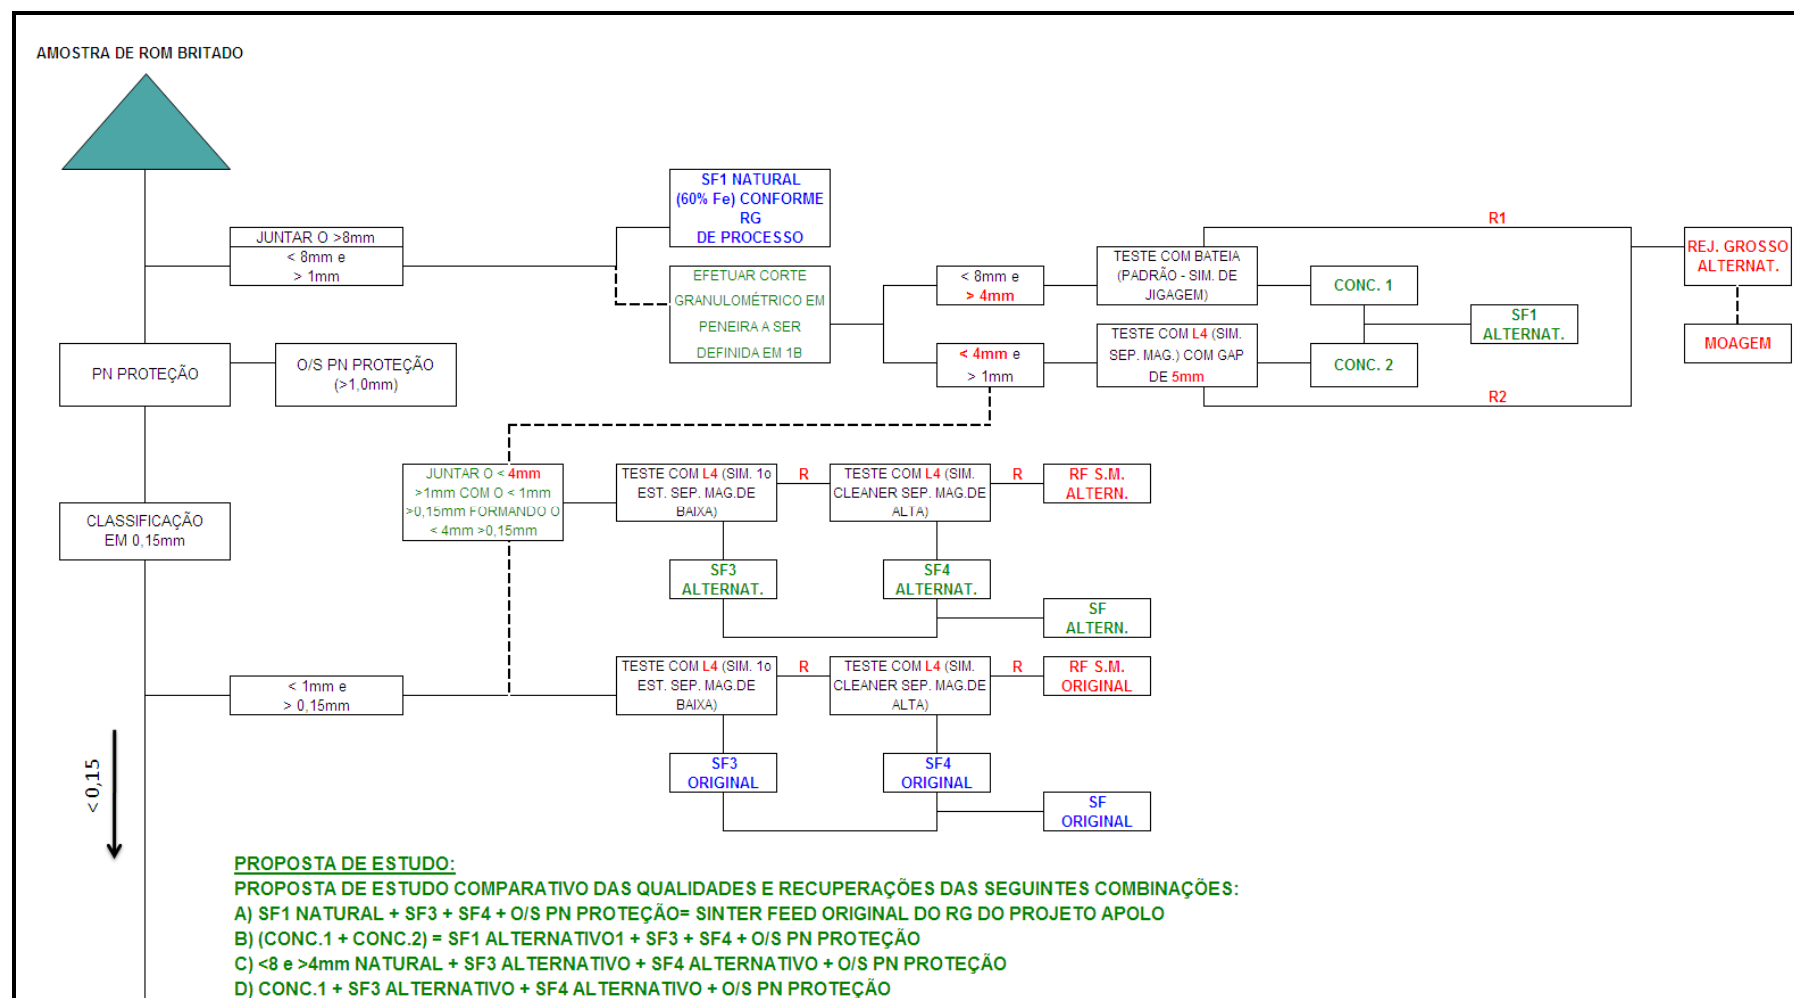 AMOSTRA DE ROM BRITADO
SF1 NATURAL
(60% Fe) CONFORME
RG
DE PROCESSO
JUNTAR O >8mm
< 8mm e
> 1mm
EFETUAR CORTE
GRANULOMÉTRICO EM
PENEIRA A SER
DEFINIDA EM 1B
< 8mm e
> 4mm
TESTE COM BATEIA
(PADRÃO - SIM. DE
JIGAGEM)
R1
REJ. GROSSO
ALTERNAT.
CONC. 1
SF1
ALTERNAT.
MOAGEM
< 4mm e
> 1mm
TESTE COM L4 (SIM.
SEP. MAG.) COM GAP
DE 5mm
CONC. 2
R2
PN PROTEÇÃO
O/S PN PROTEÇÃO
(>1,0mm)
JUNTAR O < 4mm
>1mm COM O < 1mm
>0,15mm FORMANDO O
< 4mm >0,15mm
TESTE COM L4 (SIM. 1o
EST. SEP. MAG.DE
BAIXA)
R
TESTE COM L4 (SIM.
CLEANER SEP. MAG.DE
ALTA)
R
RF S.M.
ALTERN.
CLASSIFICAÇÃO
EM 0,15mm
SF3
ALTERNAT.
SF4
ALTERNAT.
SF
ALTERN.
< 1mm e
> 0,15mm
TESTE COM L4 (SIM. 1o
EST. SEP. MAG.DE
BAIXA)
R
TESTE COM L4 (SIM.
CLEANER SEP. MAG.DE
ALTA)
R
RF S.M.
ORIGINAL
SF3
ORIGINAL
SF4
ORIGINAL
SF
ORIGINAL
< 0,15
PROPOSTA DE ESTUDO:
PROPOSTA DE ESTUDO COMPARATIVO DAS QUALIDADES E RECUPERAÇÕES DAS SEGUINTES COMBINAÇÕES:
A) SF1 NATURAL + SF3 + SF4 + O/S PN PROTEÇÃO= SINTER FEED ORIGINAL DO RG DO PROJETO APOLO
B) (CONC.1 + CONC.2) = SF1 ALTERNATIVO1 + SF3 + SF4 + O/S PN PROTEÇÃO
C) <8 e >4mm NATURAL + SF3 ALTERNATIVO + SF4 ALTERNATIVO + O/S PN PROTEÇÃO
D) CONC.1 + SF3 ALTERNATIVO + SF4 ALTERNATIVO + O/S PN PROTEÇÃO